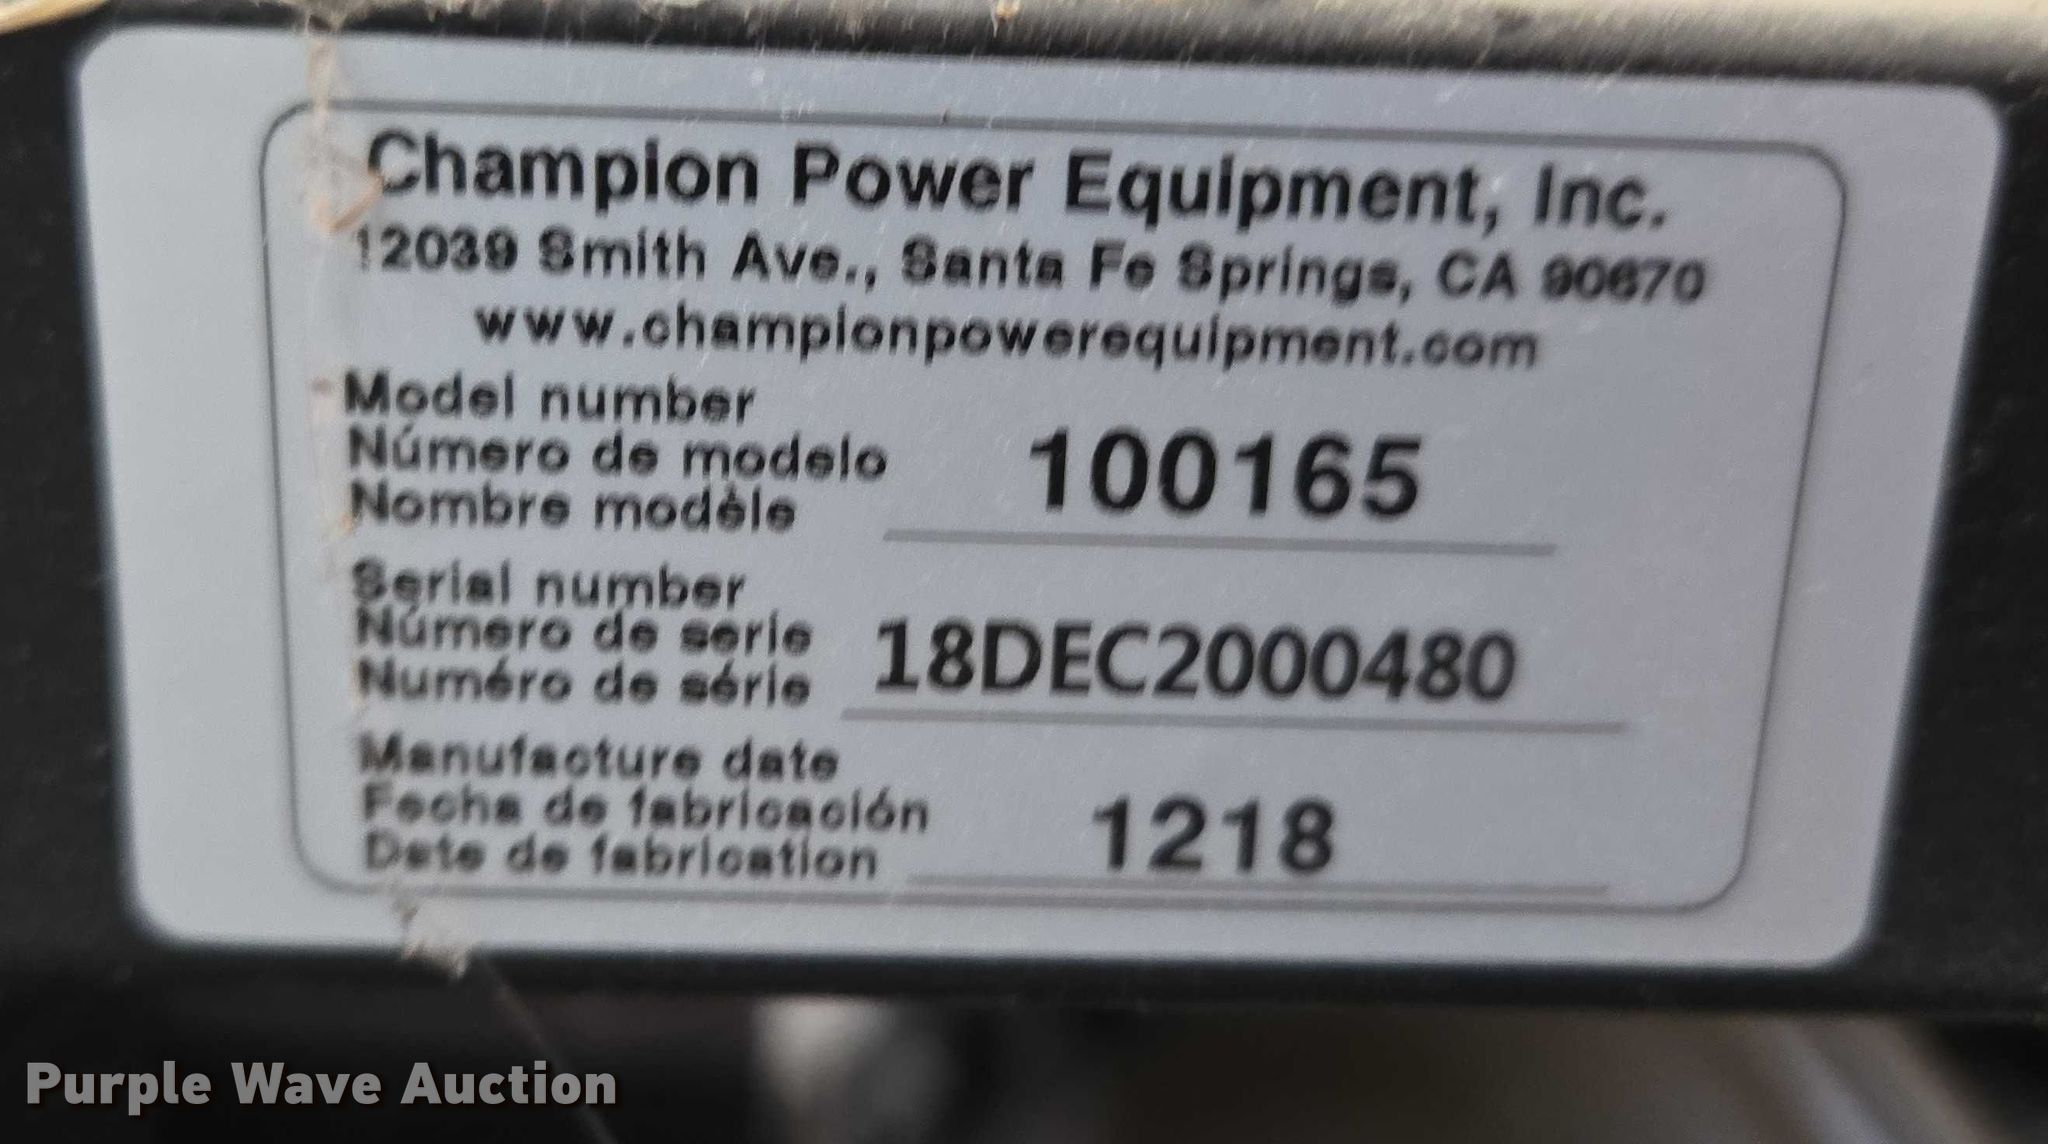 Champion Power Equipment, Inc.
12039 Smith Ave., Santa Fe Springs, CA 90670
www.championpowerequipment.com
Model number
Número de modelo
Nombre modèle
100165
Serial number
Número de serie
Numéro de série
18DEC2000480
Manufacture date
Fecha de fabricación
Date de fabrication
1218
Purple Wave Auction